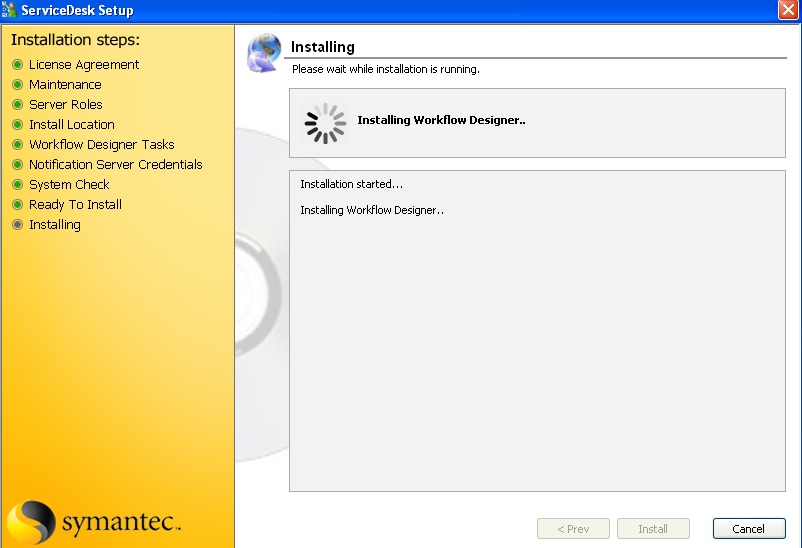 ServiceDesk Setup
Installation steps:
License Agreement
Maintenance
Server Roles
Install Location
Workflow Designer Tasks
Notification Server Credentials
System Check
Ready To Install
Installing
symantec™
Installing
Please wait while installation is running.
Installing Workflow Designer..
Installation started...
Installing Workflow Designer..
< Prev
Install
Cancel